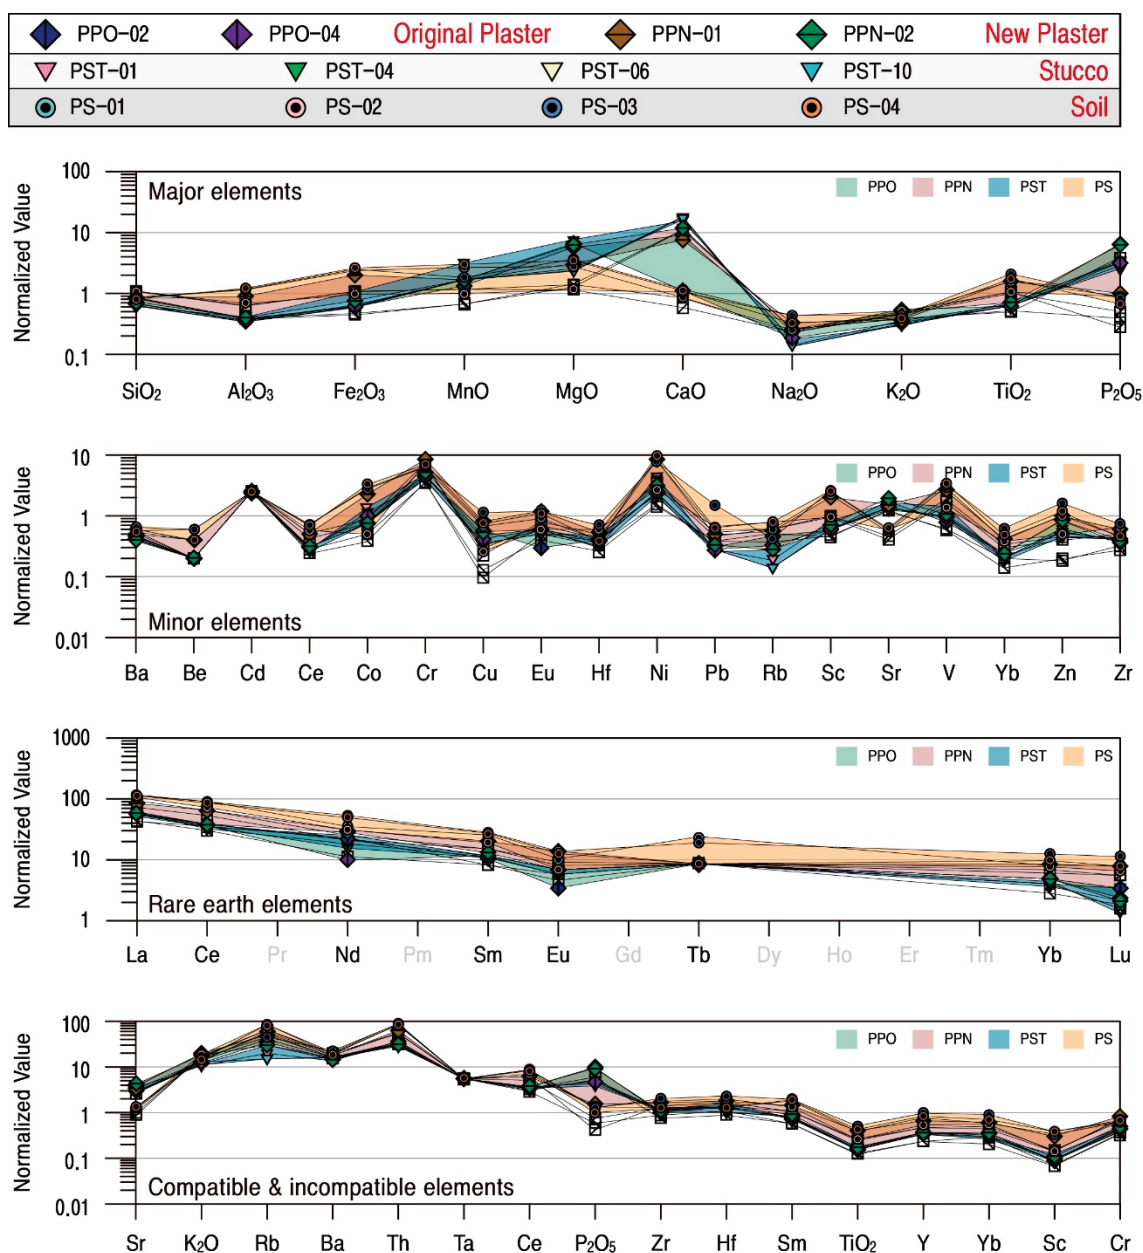 PPO-02 PPO-04 Original Plaster PPN-01 PPN-02 New Plaster
PST-01 PST-04 PST-06 PST-10 Stucco
PS-01 PS-02 PS-03 PS-04 Soil
Normalized Value
100
10
1
0.1
Major elements
PPO PPN PST PS
SiO₂ Al₂O₃ Fe₂O₃ MnO MgO CaO Na₂O K₂O TiO₂ P₂O₅
Normalized Value
10
1
0.1
0.01
PPO PPN PST PS
Minor elements
Ba Be Cd Ce Co Cr Cu Eu Hf Ni Pb Rb Sc Sr V Yb Zn Zr
Normalized Value
1000
100
10
1
PPO PPN PST PS
Rare earth elements
La Ce Pr Nd Pm Sm Eu Gd Tb Dy Ho Er Tm Yb Lu
Normalized Value
100
10
1
0.1
0.01
PPO PPN PST PS
Compatible & incompatible elements
Sr K₂O Rb Ba Th Ta Ce P₂O₅ Zr Hf Sm TiO₂ Y Yb Sc Cr